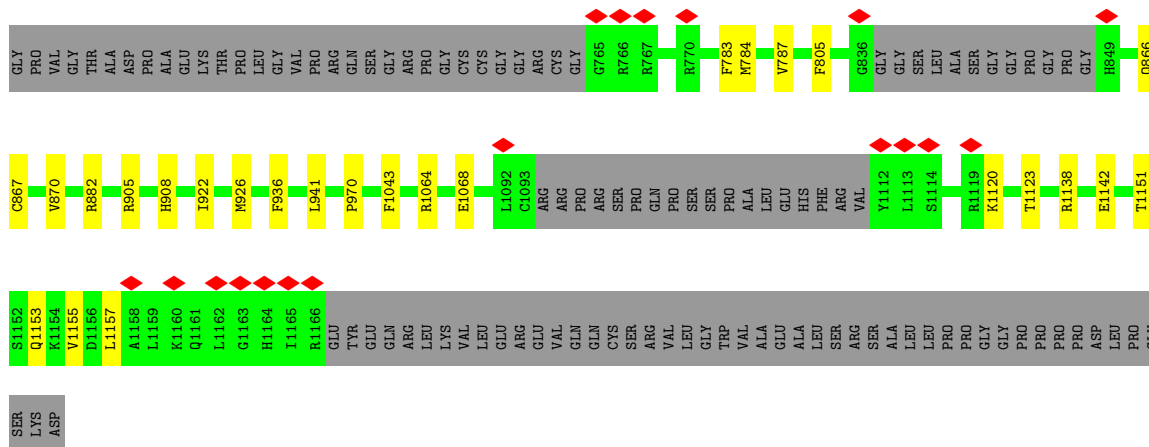 GLY PRO VAL GLY THR ALA ASP PRO ALA GLU LYS THR PRO LEU GLY VAL PRO ARG GLN SER GLY ARG PRO GLY CYS CYS GLY GLY ARG CYS GLY G765 R766 R767 R770 F783 M784 V787 F805 G836 GLY GLY SER LEU ALA SER GLY GLY PRO GLY PRO GLY H849 Q866
C867 V870 R882 R905 H908 I922 M926 F936 L941 P970 F1043 R1064 E1068 L1092 C1093 ARG ARG PRO ARG SER PRO GLN PRO SER SER PRO ALA LEU GLU HIS PHE ARG VAL Y1112 L1113 S1114 R1119 K1120 T1123 R1138 E1142 T1151
S1152 Q1153 K1154 V1155 D1156 L1157 A1158 L1159 K1160 Q1161 L1162 G1163 H1164 I1165 R1166 GLU TYR GLU GLN ARG LEU LYS VAL LEU GLU ARG GLU VAL GLN GLN CYS SER ARG VAL LEU GLY TRP VAL ALA GLU ALA LEU SER ARG SER ALA LEU LEU PRO PRO GLY GLY PRO PRO PRO PRO ASP LEU PRO
SER LYS ASP